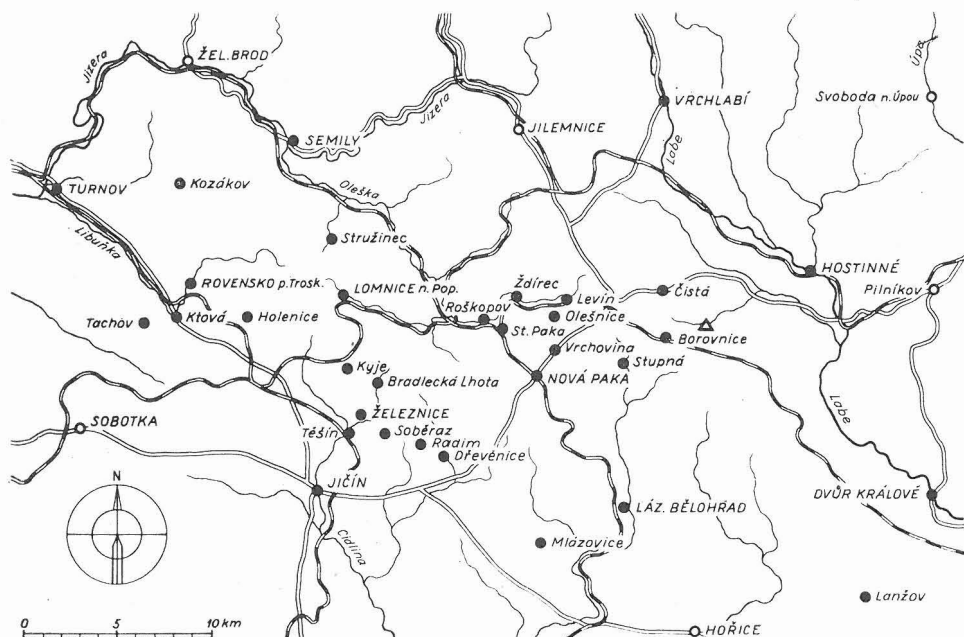 ŽEL. BROD
Jizera
Úpa
VRCHLABÍ
Svoboda n. Úpou
Jizera
JILEMNICE
SEMILY
Labe
TURNOV
Kozákov
Oleška
Libuňka
Stružinec
HOSTINNÉ
ROVENSKO p. Trosk.
LOMNICE n. Pop.
Ždírec
Levín
Čistá
Pilníkov
Tachov
Ktová
Holenice
Roškopov
St. Paka
Olešnice
Borovnice
Vrchovina
Stupná
Kyje
Bradlecká Lhota
NOVÁ PAKA
Labe
SOBOTKA
ŽELEZNICE
Těšín
Soběraz
Radim
Dřevěnice
N
JIČÍN
DVŮR KRÁLOVÉ
LÁZ. BĚLOHRAD
Cidlina
Mlázovice
Lanžov
0 5 10 km
HOŘICE